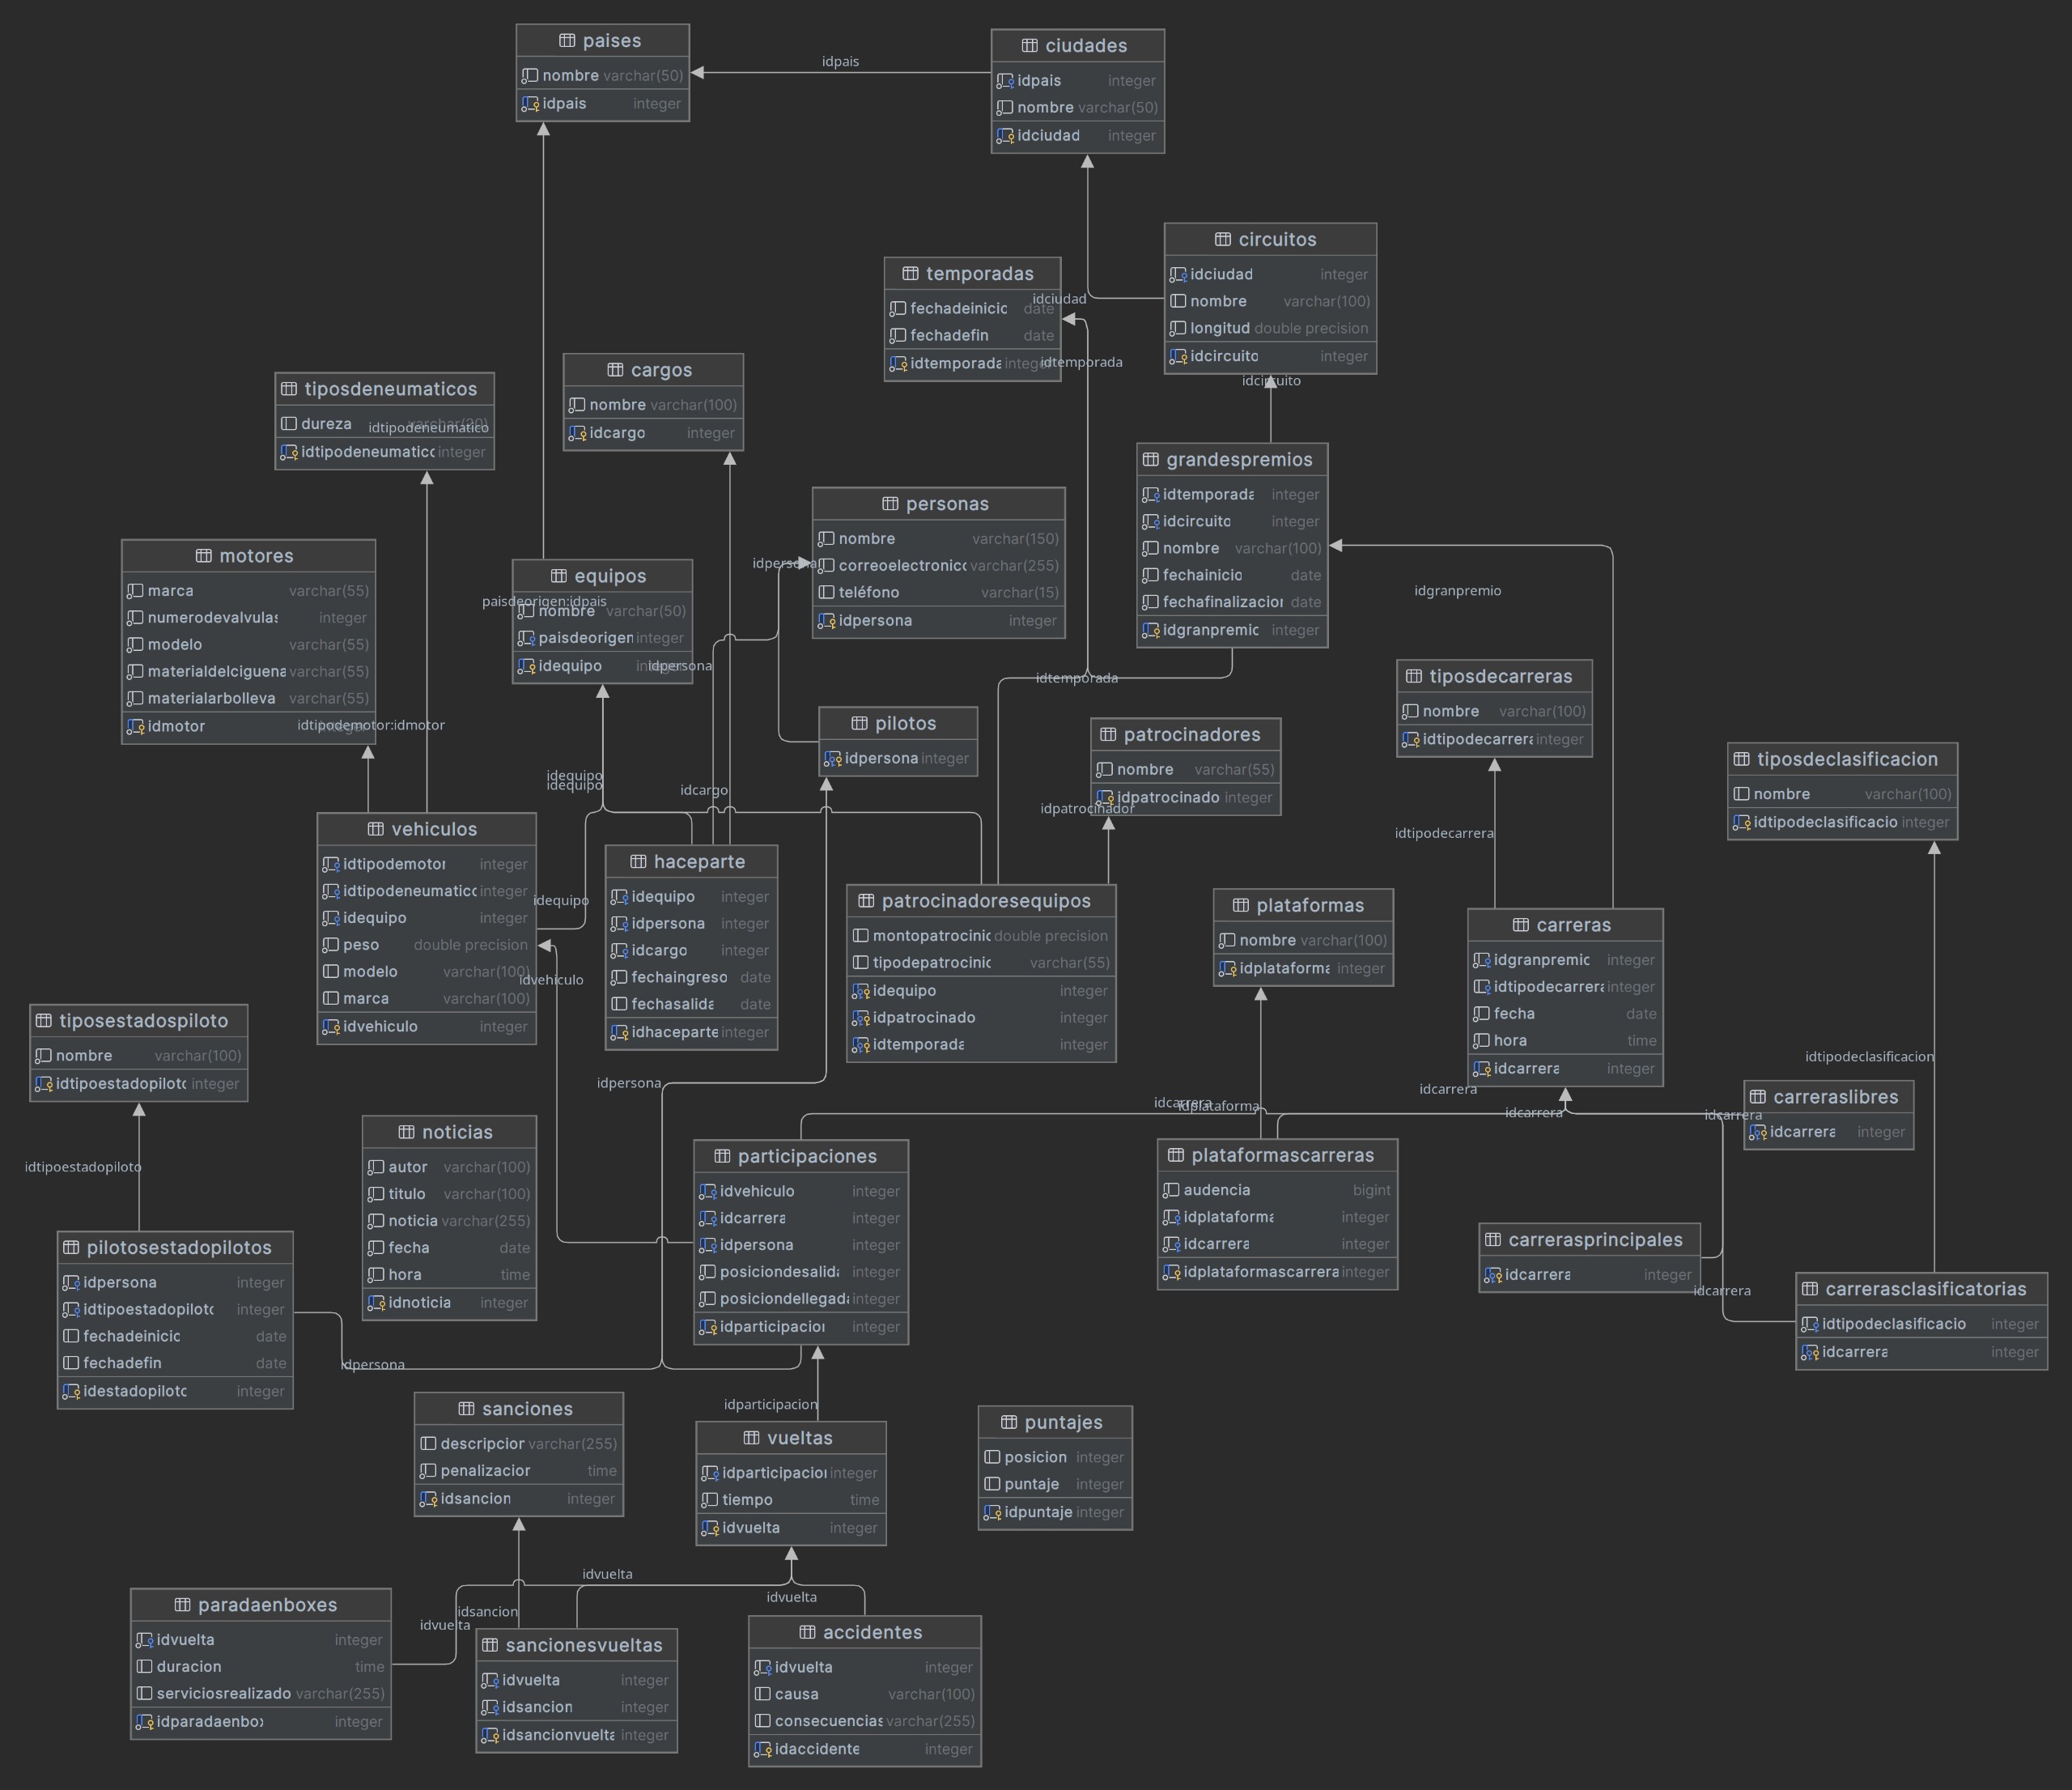 paises
nombre varchar(50)
idpais integer
idpais
ciudades
idpais integer
nombre varchar(50)
idciudad integer
circuitos
idciudad integer
nombre varchar(100)
longitud double precision
idcircuito integer
idciudad
temporadas
fechadeinicio date
fechadefin date
idtemporada integer
idtemporada
idcircuito
tiposdeneumaticos
dureza varchar(20)
idtipodeneumatico integer
idtipodeneumatico
cargos
nombre varchar(100)
idcargo integer
grandespremios
idtemporada integer
idcircuito integer
nombre varchar(100)
fechainicio date
fechafinalizacion date
idgranpremio integer
personas
nombre varchar(150)
correoelectronico varchar(255)
teléfono varchar(15)
idpersona integer
idpersona
motores
marca varchar(55)
numerodevalvulas integer
modelo varchar(55)
materialdelciguena varchar(55)
materialarbolleva varchar(55)
idmotor integer
idtipodemotor:idmotor
equipos
nombre varchar(50)
paisdeorigen integer
idequipo integer
paisdeorigen:idpais
idpersona
idgranpremio
idtemporada
tiposdecarreras
nombre varchar(100)
idtipodecarrera integer
pilotos
idpersona integer
patrocinadores
nombre varchar(55)
idpatrocinado integer
idpatrocinador
tiposdeclasificacion
nombre varchar(100)
idtipodeclasificacio integer
idequipo
idequipo
idcargo
idtipodecarrera
vehiculos
idtipodemotor integer
idtipodeneumatico integer
idequipo integer
peso double precision
modelo varchar(100)
marca varchar(100)
idvehiculo integer
idequipo
idvehiculo
haceparte
idequipo integer
idpersona integer
idcargo integer
fechaingreso date
fechasalida date
idhaceparte integer
patrocinadoresequipos
montopatrocinio double precision
tipodepatrocinio varchar(55)
idequipo integer
idpatrocinado integer
idtemporada integer
plataformas
nombre varchar(100)
idplataforma integer
carreras
idgranpremio integer
idtipodecarrera integer
fecha date
hora time
idcarrera integer
tiposestadospiloto
nombre varchar(100)
idtipoestadopiloto integer
idtipodeclasificacion
idpersona
idcarrera
idcarrera
idplataforma
idcarrera
idcarrera
carreraslibres
idcarrera integer
noticias
autor varchar(100)
titulo varchar(100)
noticia varchar(255)
fecha date
hora time
idnoticia integer
participaciones
idvehiculo integer
idcarrera integer
idpersona integer
posiciondesalida integer
posiciondellegada integer
idparticipacion integer
plataformascarreras
audencia bigint
idplataforma integer
idcarrera integer
idplataformascarrera integer
idtipoestadopiloto
pilotosestadopilotos
idpersona integer
idtipoestadopiloto integer
fechadeinicio date
fechadefin date
idestadopiloto integer
idpersona
carrerasprincipales
idcarrera integer
idcarrera
carrerasclasificatorias
idtipodeclasificacio integer
idcarrera integer
sanciones
descripcion varchar(255)
penalizacion time
idsancion integer
idparticipacion
vueltas
idparticipacion integer
tiempo time
idvuelta integer
puntajes
posicion integer
puntaje integer
idpuntaje integer
idvuelta
idvuelta
idsancion
idvuelta
paradaenboxes
idvuelta integer
duracion time
serviciosrealizado varchar(255)
idparadaenbox integer
sancionesvueltas
idvuelta integer
idsancion integer
idsancionvuelta integer
accidentes
idvuelta integer
causa varchar(100)
consecuencias varchar(255)
idaccidente integer